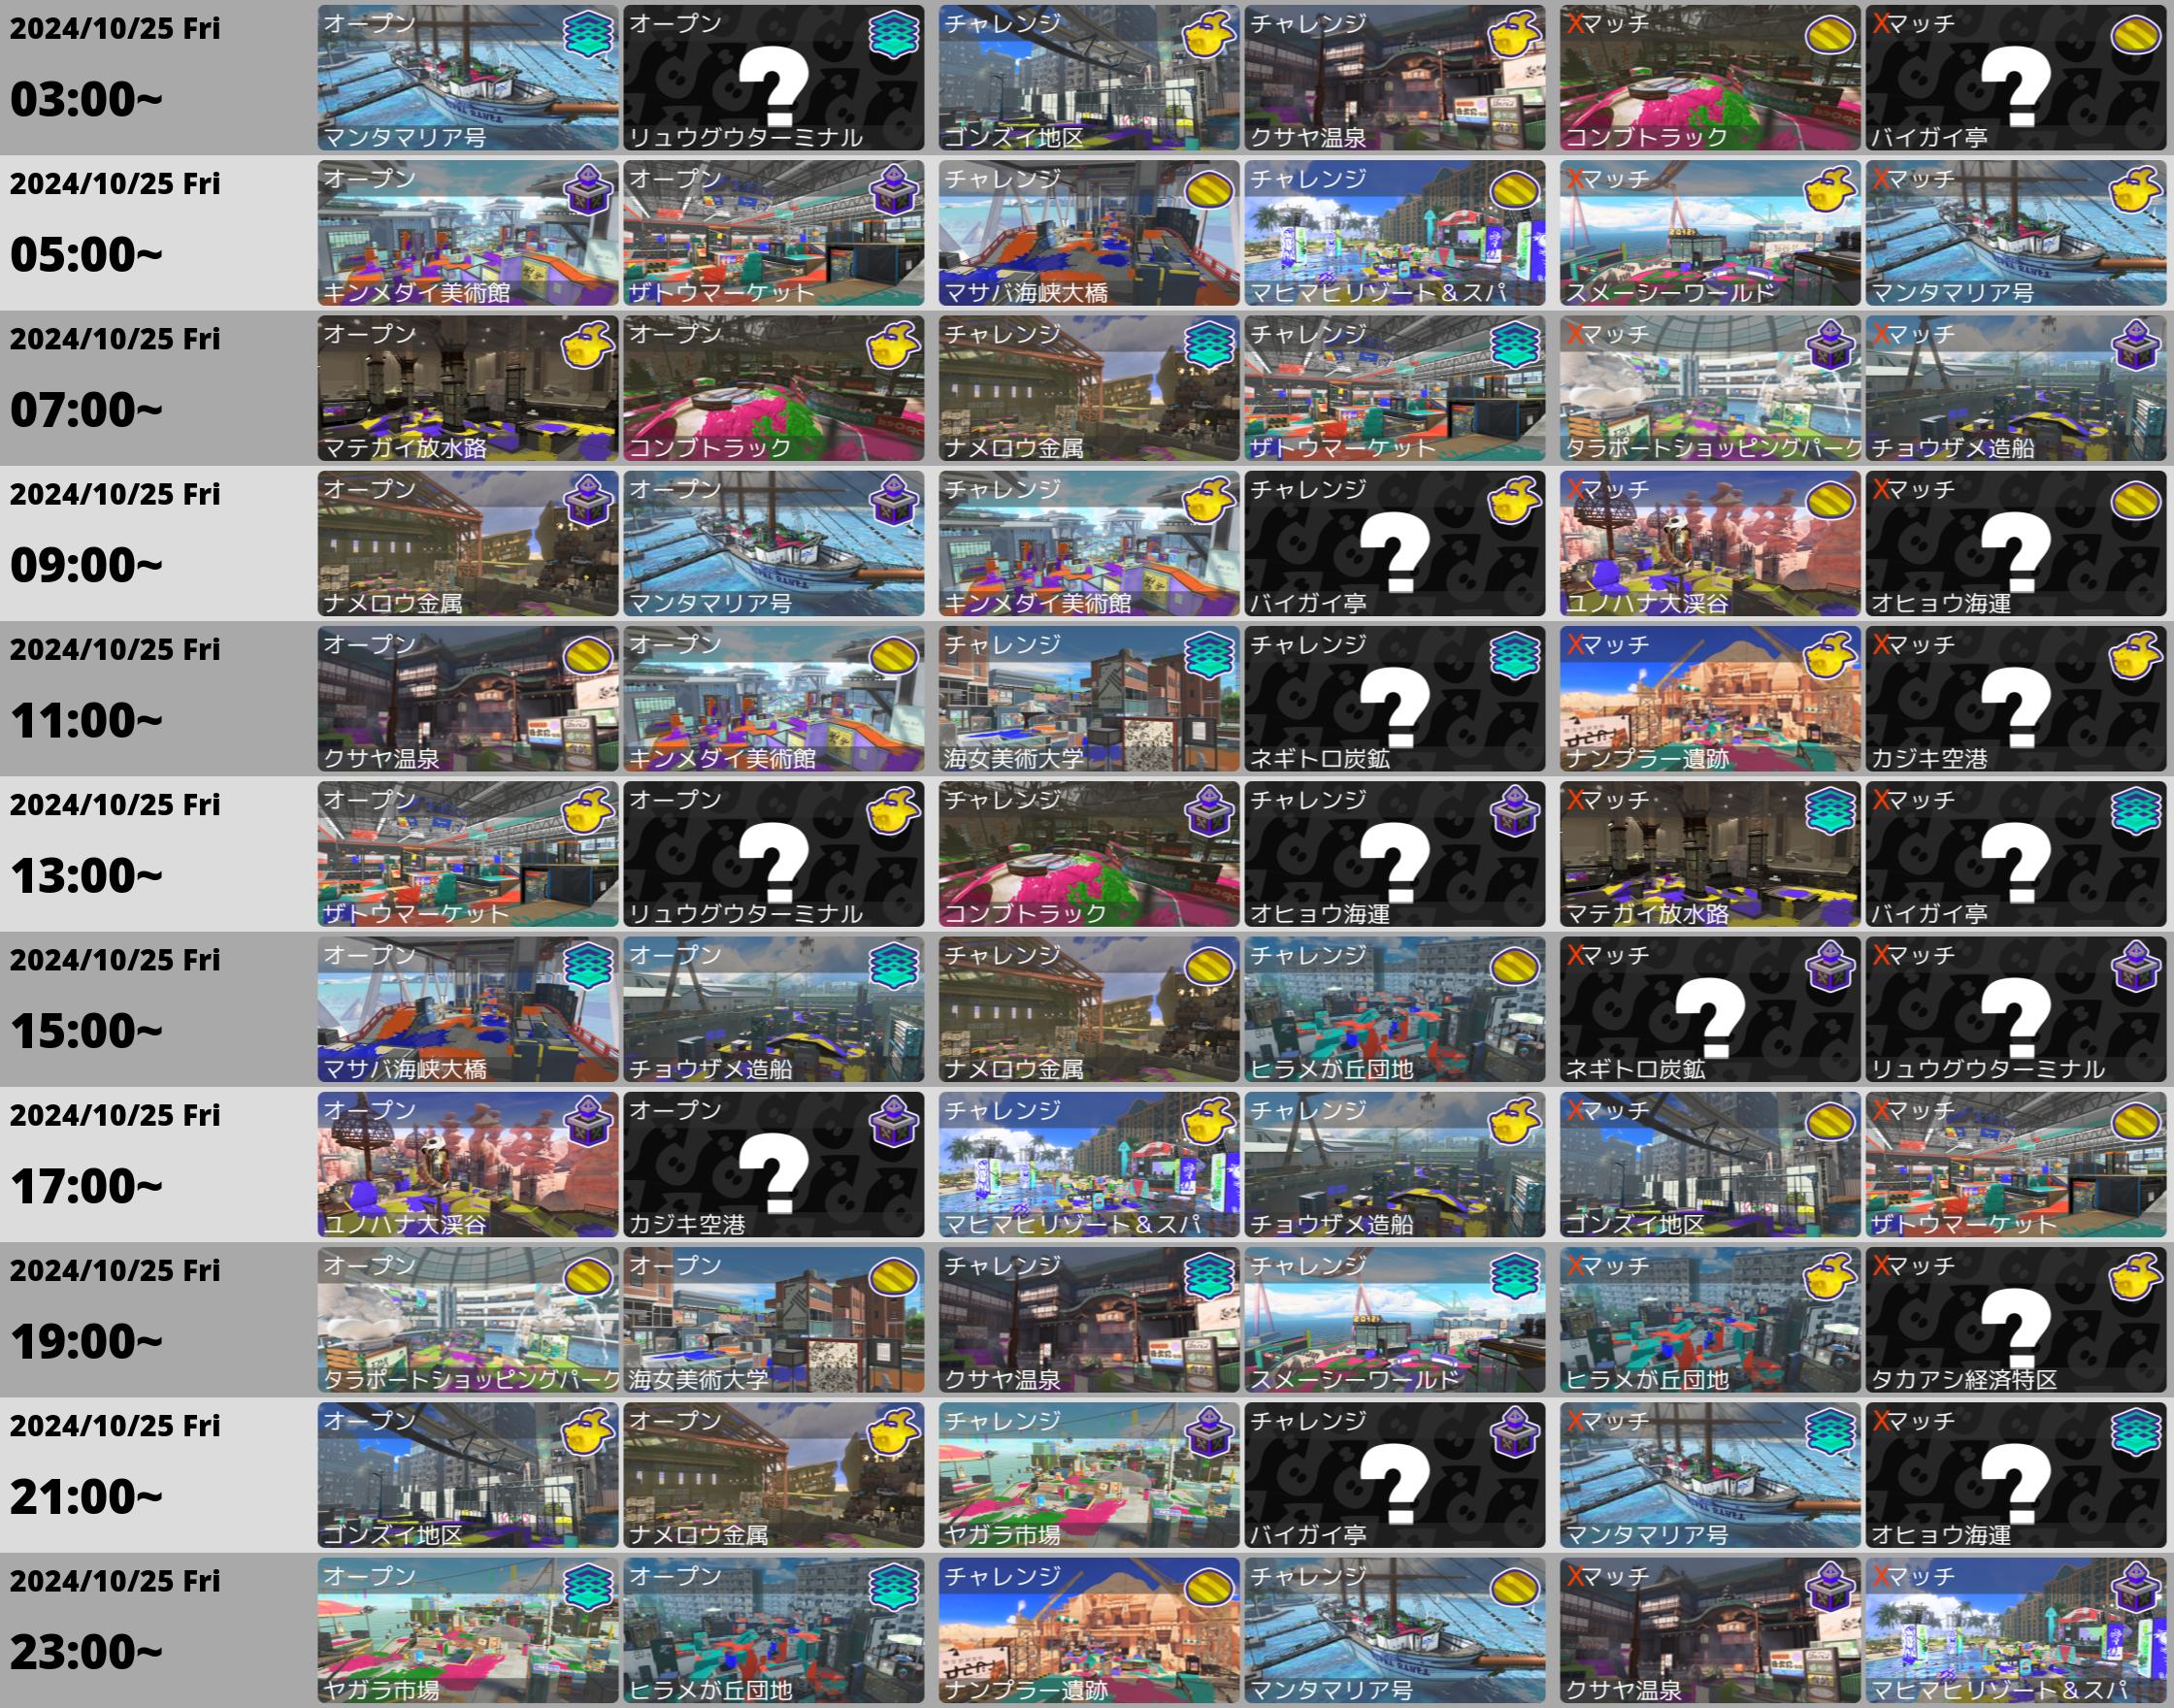 2024/10/25 Fri
03:00~
オープン
マンタマリア号
オープン
リュウグウターミナル
チャレンジ
ゴンズイ地区
チャレンジ
クサヤ温泉
Xマッチ
コンブトラック
Xマッチ
バイガイ亭
2024/10/25 Fri
05:00~
オープン
キンメダイ美術館
オープン
ザトウマーケット
チャレンジ
マサバ海峡大橋
チャレンジ
マヒマヒリゾート＆スパ
Xマッチ
スメーシーワールド
Xマッチ
マンタマリア号
2024/10/25 Fri
07:00~
オープン
マテガイ放水路
オープン
コンブトラック
チャレンジ
ナメロウ金属
チャレンジ
ザトウマーケット
Xマッチ
タラポートショッピングパーク
Xマッチ
チョウザメ造船
2024/10/25 Fri
09:00~
オープン
ナメロウ金属
オープン
マンタマリア号
チャレンジ
キンメダイ美術館
チャレンジ
バイガイ亭
Xマッチ
ユノハナ大渓谷
Xマッチ
オヒョウ海運
2024/10/25 Fri
11:00~
オープン
クサヤ温泉
オープン
キンメダイ美術館
チャレンジ
海女美術大学
チャレンジ
ネギトロ炭鉱
Xマッチ
ナンプラー遺跡
Xマッチ
カジキ空港
2024/10/25 Fri
13:00~
オープン
ザトウマーケット
オープン
リュウグウターミナル
チャレンジ
コンブトラック
チャレンジ
オヒョウ海運
Xマッチ
マテガイ放水路
Xマッチ
バイガイ亭
2024/10/25 Fri
15:00~
オープン
マサバ海峡大橋
オープン
チョウザメ造船
チャレンジ
ナメロウ金属
チャレンジ
ヒラメが丘団地
Xマッチ
ネギトロ炭鉱
Xマッチ
リュウグウターミナル
2024/10/25 Fri
17:00~
オープン
ユノハナ大渓谷
オープン
カジキ空港
チャレンジ
マヒマヒリゾート＆スパ
チャレンジ
チョウザメ造船
Xマッチ
ゴンズイ地区
Xマッチ
ザトウマーケット
2024/10/25 Fri
19:00~
オープン
タラポートショッピングパーク
オープン
海女美術大学
チャレンジ
クサヤ温泉
チャレンジ
スメーシーワールド
Xマッチ
ヒラメが丘団地
Xマッチ
タカアシ経済特区
2024/10/25 Fri
21:00~
オープン
ゴンズイ地区
オープン
ナメロウ金属
チャレンジ
ヤガラ市場
チャレンジ
バイガイ亭
Xマッチ
マンタマリア号
Xマッチ
オヒョウ海運
2024/10/25 Fri
23:00~
オープン
ヤガラ市場
オープン
ヒラメが丘団地
チャレンジ
ナンプラー遺跡
チャレンジ
マンタマリア号
Xマッチ
クサヤ温泉
Xマッチ
マヒマヒリゾート＆スパ